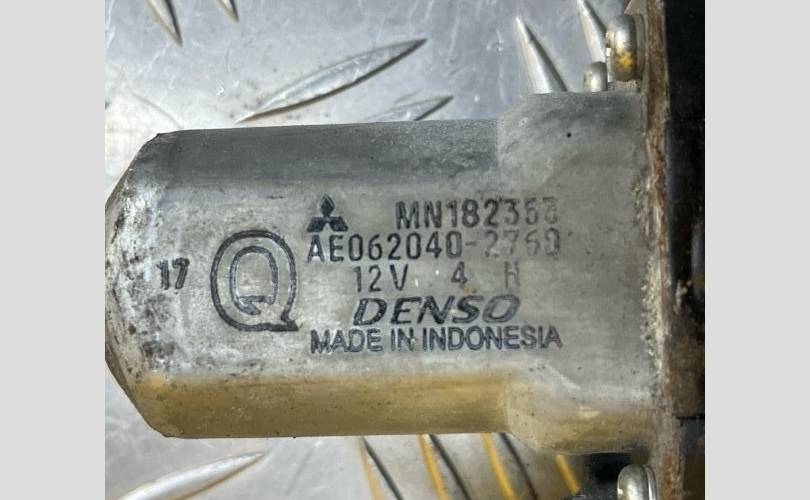 MN182353
AE062040-2760
17 Q 12V 4 H
DENSO
MADE IN INDONESIA